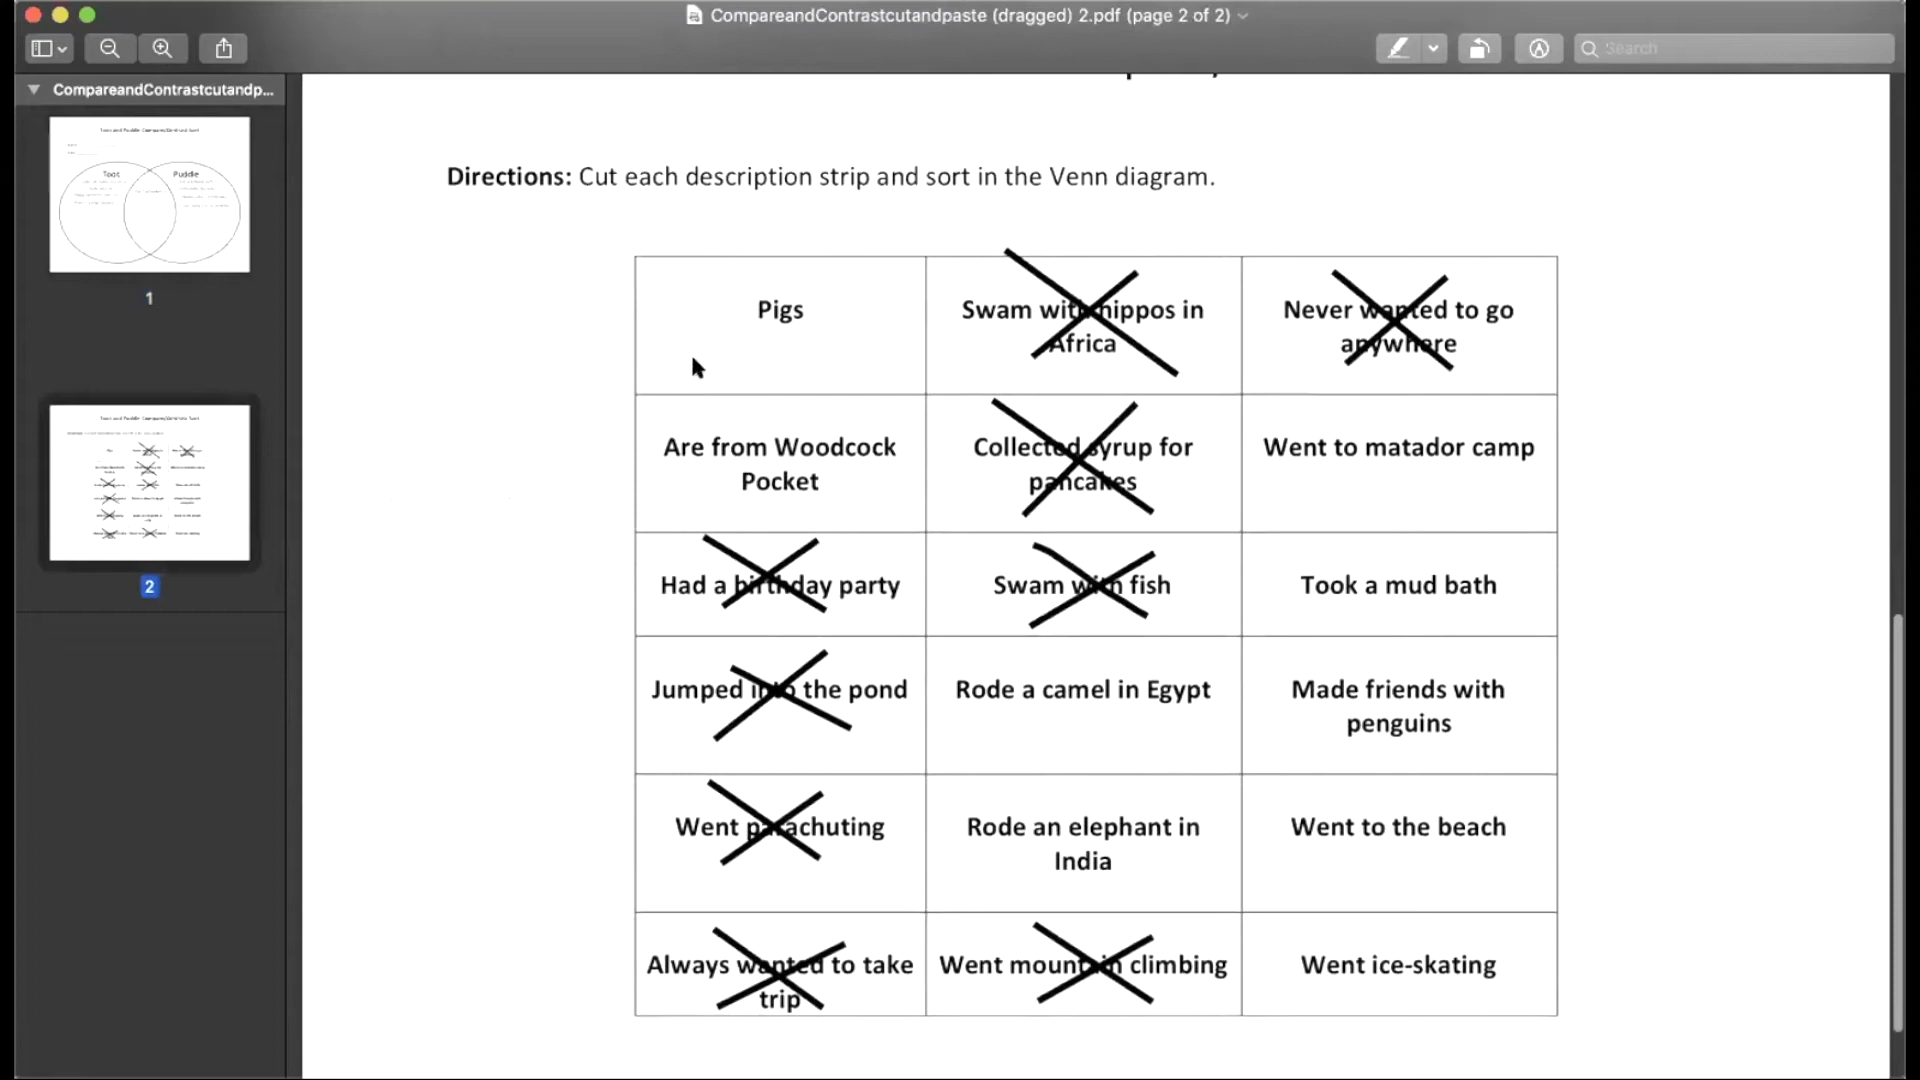 CompareandContrastcutandpaste (dragged) 2.pdf (page 2 of 2)
Search
CompareandContrastcutandp...
Toot
Puddle
1
2
Directions: Cut each description strip and sort in the Venn diagram.
Pigs
Swam with hippos in
Africa
Never wanted to go
anywhere
Are from Woodcock
Pocket
Collected syrup for
pancakes
Went to matador camp
Had a birthday party
Swam with fish
Took a mud bath
Jumped into the pond
Rode a camel in Egypt
Made friends with
penguins
Went parachuting
Rode an elephant in
India
Went to the beach
Always wanted to take
trip
Went mountain climbing
Went ice-skating